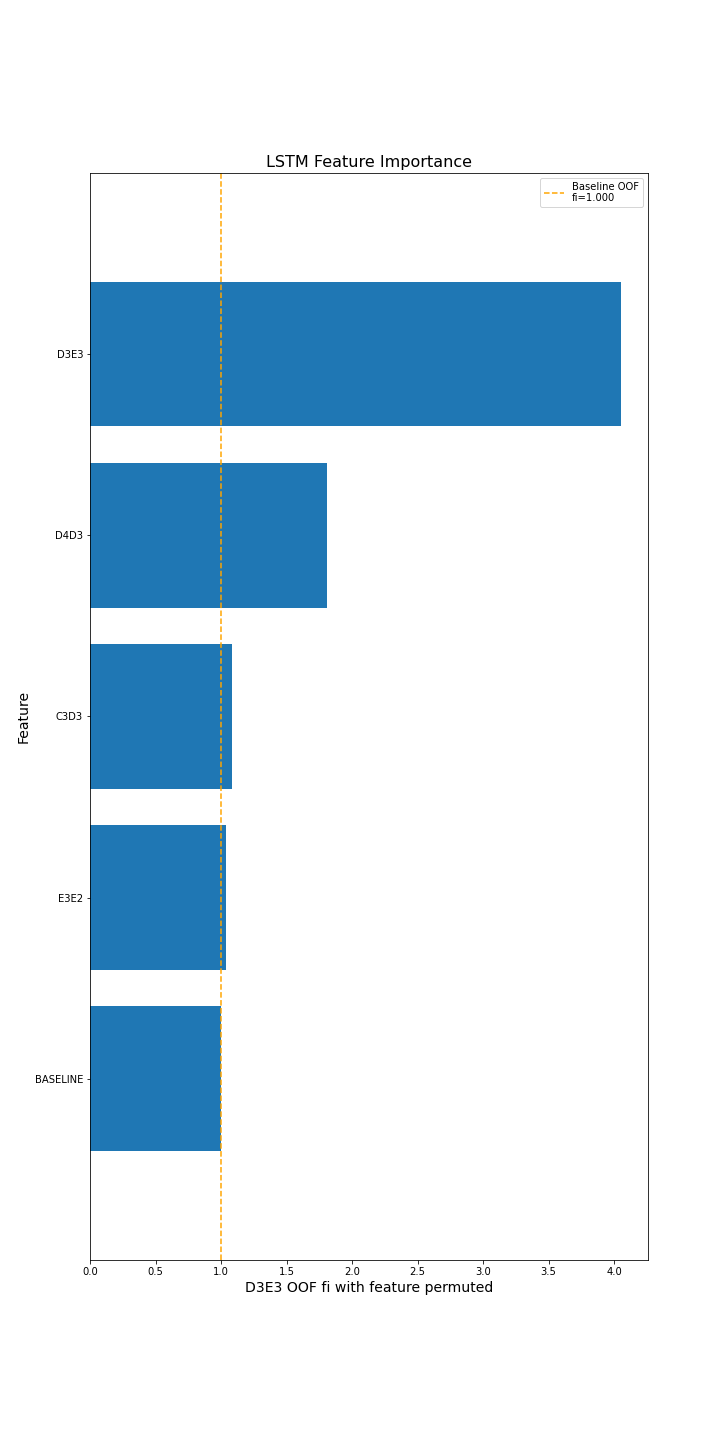 LSTM Feature Importance
Baseline OOF
fi=1.000
D3E3
D4D3
C3D3
E3E2
BASELINE
Feature
0.0 0.5 1.0 1.5 2.0 2.5 3.0 3.5 4.0
D3E3 OOF fi with feature permuted